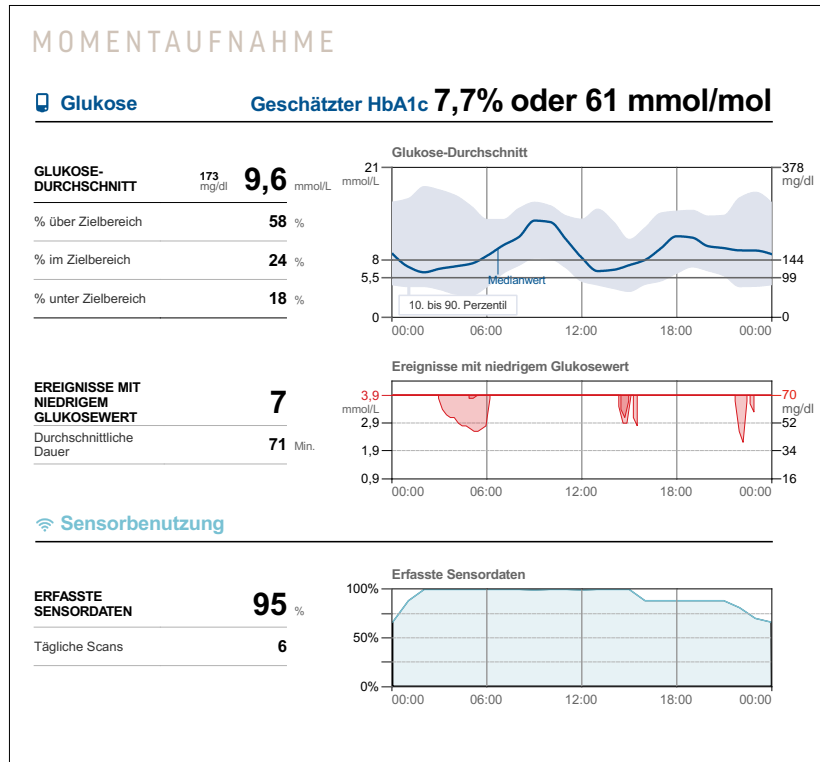 MOMENTAUFNAHME
Glukose
Geschätzter HbA1c 7,7% oder 61 mmol/mol
GLUKOSE-
DURCHSCHNITT
173
mg/dl
9,6 mmol/L
% über Zielbereich 58 %
% im Zielbereich 24 %
% unter Zielbereich 18 %
Glukose-Durchschnitt
21
mmol/L
8
5,5
0
378
mg/dl
144
99
0
Medianwert
10. bis 90. Perzentil
00:00 06:00 12:00 18:00 00:00
EREIGNISSE MIT
NIEDRIGEM
GLUKOSEWERT
7
Durchschnittliche
Dauer
71 Min.
Ereignisse mit niedrigem Glukosewert
3,9
mmol/L
2,9
1,9
0,9
70
mg/dl
52
34
16
00:00 06:00 12:00 18:00 00:00
Sensorbenutzung
ERFASSTE
SENSORDATEN
95 %
Tägliche Scans 6
Erfasste Sensordaten
100%
50%
0%
00:00 06:00 12:00 18:00 00:00